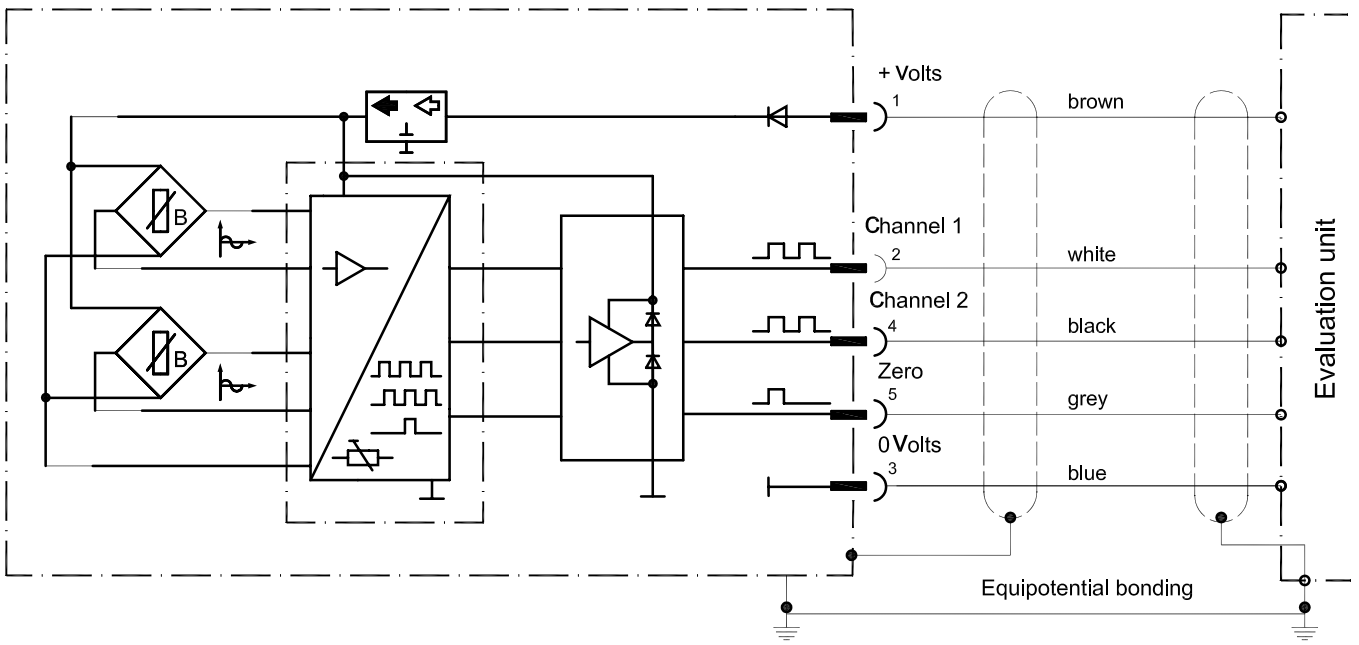 + Volts
1
brown
B
Channel 1
2
white
Channel 2
4
black
B
Zero
5
grey
0 Volts
3
blue
Evaluation unit
Equipotential bonding